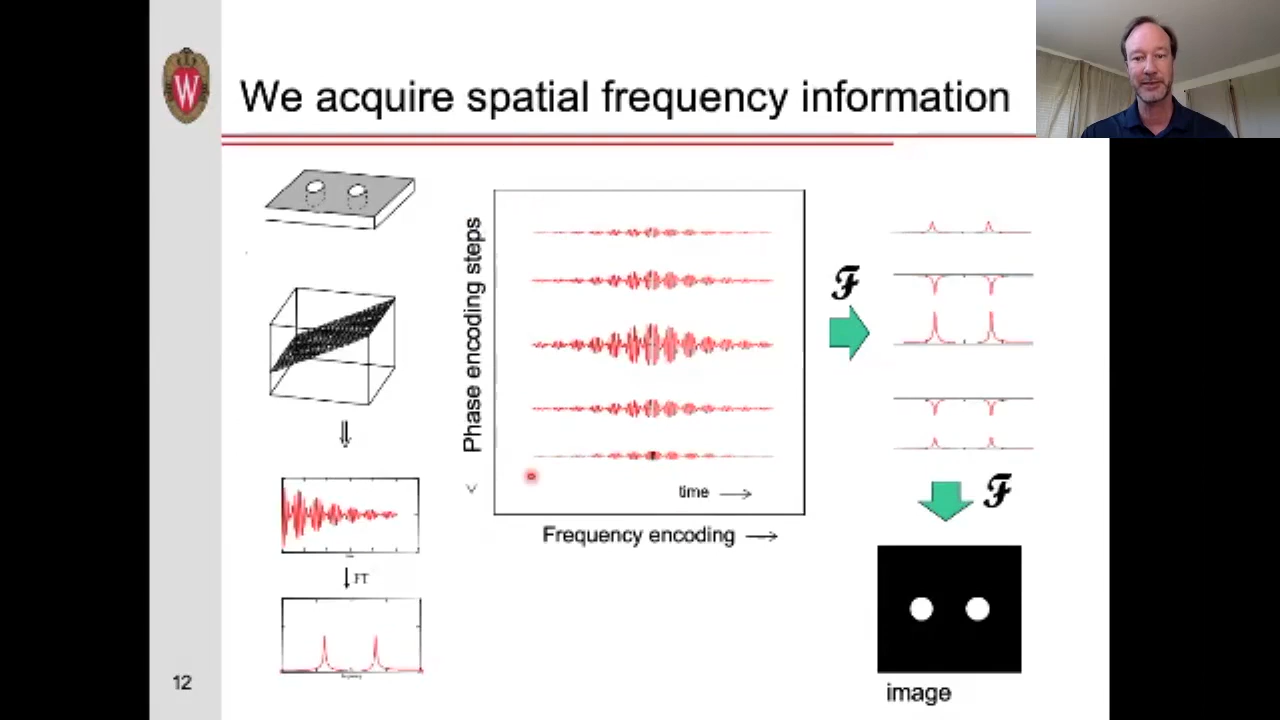 W
We acquire spatial frequency information
Phase encoding steps
time
Frequency encoding
ℱ
FT
ℱ
12
image